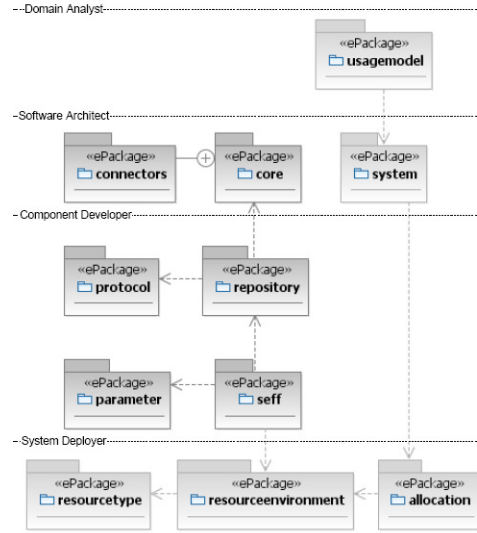 Domain Analyst
«ePackage»
usagemodel
Software Architect
«ePackage»
connectors
«ePackage»
core
«ePackage»
system
Component Developer
«ePackage»
protocol
«ePackage»
repository
«ePackage»
parameter
«ePackage»
seff
System Deployer
«ePackage»
resourcetype
«ePackage»
resourceenvironment
«ePackage»
allocation